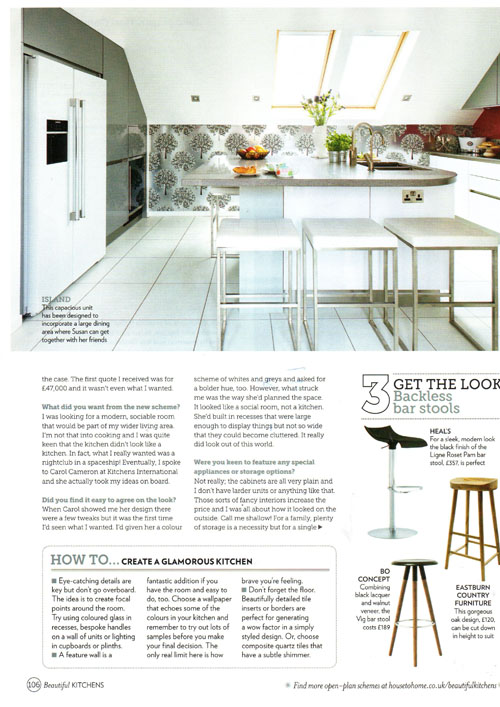 ISLAND
This capacious unit
has been designed to
incorporate a large dining
area where Susan can get
together with her friends
the case. The first quote I received was for
£47,000 and it wasn't even what I wanted.
What did you want from the new scheme?
I was looking for a modern, sociable room
that would be part of my wider living area.
I'm not that into cooking and I was quite
keen that the kitchen didn't look like a
kitchen. In fact, what I really wanted was a
nightclub in a spaceship! Eventually, I spoke
to Carol Cameron at Kitchens International
and she actually took my ideas on board.
Did you find it easy to agree on the look?
When Carol showed me her design there
were a few tweaks but it was the first time
I'd seen what I wanted. I'd given her a colour
scheme of whites and greys and asked for
a bolder hue, too. However, what struck
me was the way she'd planned the space.
It looked like a social room, not a kitchen.
She'd built in recesses that were large
enough to display things but not so wide
that they could become cluttered. It really
did look out of this world.
Were you keen to feature any special
appliances or storage options?
Not really; the cabinets are all very plain and
I don't have larder units or anything like that.
Those sorts of fancy interiors increase the
price and I was all about how it looked on the
outside. Call me shallow! For a family, plenty
of storage is a necessity but for a single ▶
3 GET THE LOOK
Backless
bar stools
HEAL'S
For a sleek, modern look
the black finish of the
Ligne Roset Pam bar
stool, £357, is perfect
BO
CONCEPT
Combining
black lacquer
and walnut
veneer, the
Vig bar stool
costs £189
EASTBURN
COUNTRY
FURNITURE
This gorgeous
oak design, £120,
can be cut down
in height to suit
HOW TO... CREATE A GLAMOROUS KITCHEN
■ Eye-catching details are
key but don't go overboard.
The idea is to create focal
points around the room.
Try using coloured glass in
recesses, bespoke handles
on a wall of units or lighting
in cupboards or plinths.
■ A feature wall is a
fantastic addition if you
have the room and easy to
do, too. Choose a wallpaper
that echoes some of the
colours in your kitchen and
remember to try out lots of
samples before you make
your final decision. The
only real limit here is how
brave you're feeling.
■ Don't forget the floor.
Beautifully detailed tile
inserts or borders are
perfect for generating
a wow factor in a simply
styled design. Or, choose
composite quartz tiles that
have a subtle shimmer.
106 Beautiful KITCHENS
* Find more open-plan schemes at housetohome.co.uk/beautifulkitchens